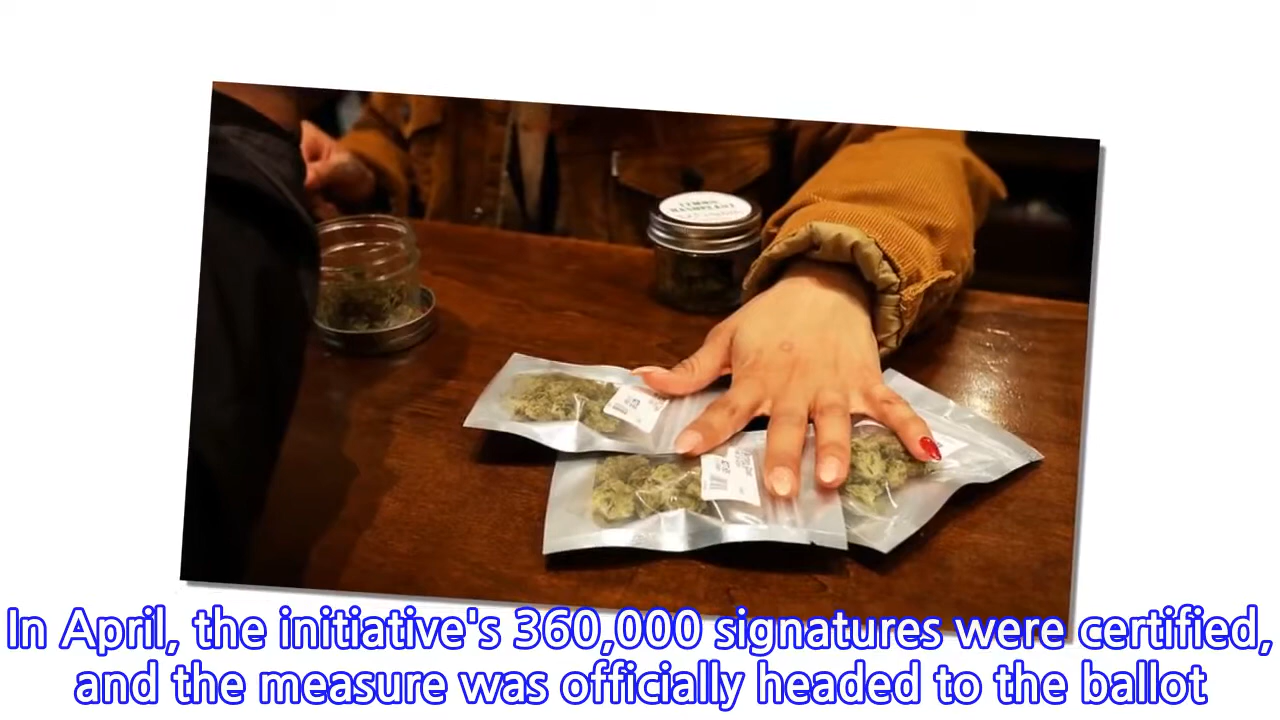 In April, the initiative's 360,000 signatures were certified,
and the measure was officially headed to the ballot